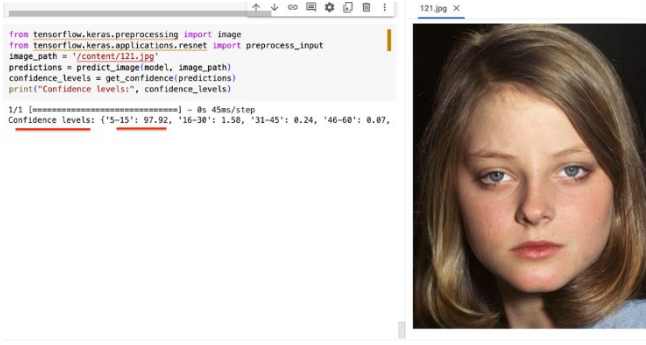 121.jpg ×
from tensorflow.keras.preprocessing import image
from tensorflow.keras.applications.resnet import preprocess_input
image_path = '/content/121.jpg'
predictions = predict_image(model, image_path)
confidence_levels = get_confidence(predictions)
print("Confidence levels:", confidence_levels)
1/1 [==============================] - 0s 45ms/step
Confidence levels: {'5-15': 97.92, '16-30': 1.58, '31-45': 0.24, '46-60': 0.07,